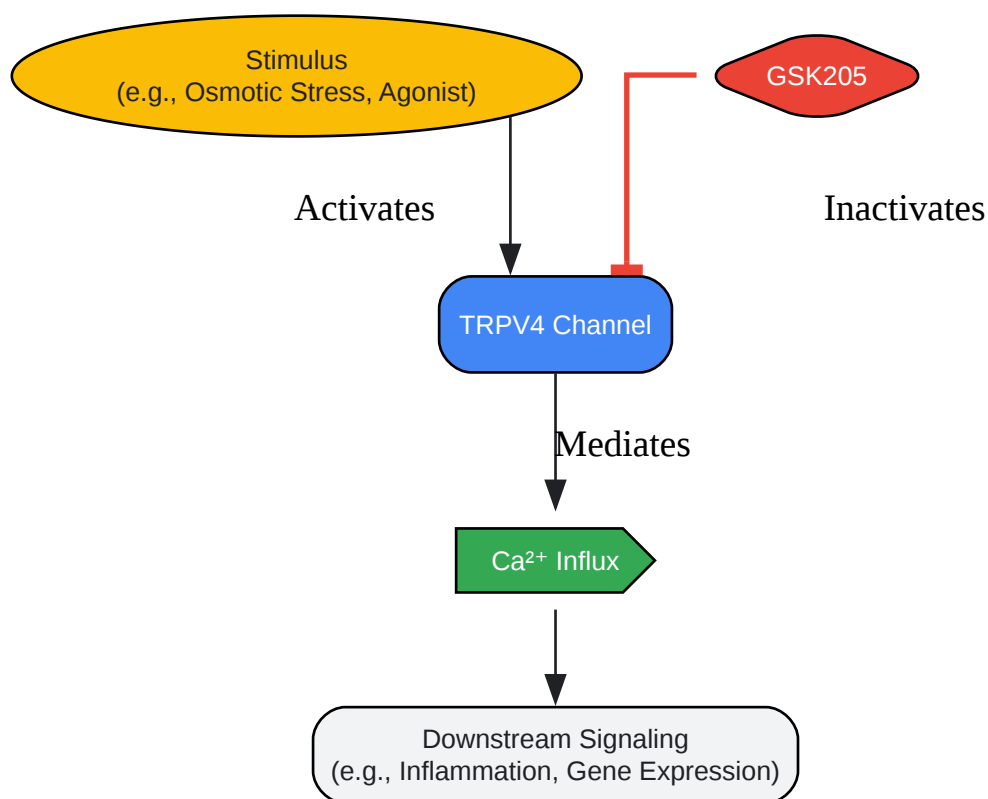 Stimulus
(e.g., Osmotic Stress, Agonist)
GSK205
Activates
Inactivates
TRPV4 Channel
Mediates
Ca²⁺ Influx
Downstream Signaling
(e.g., Inflammation, Gene Expression)